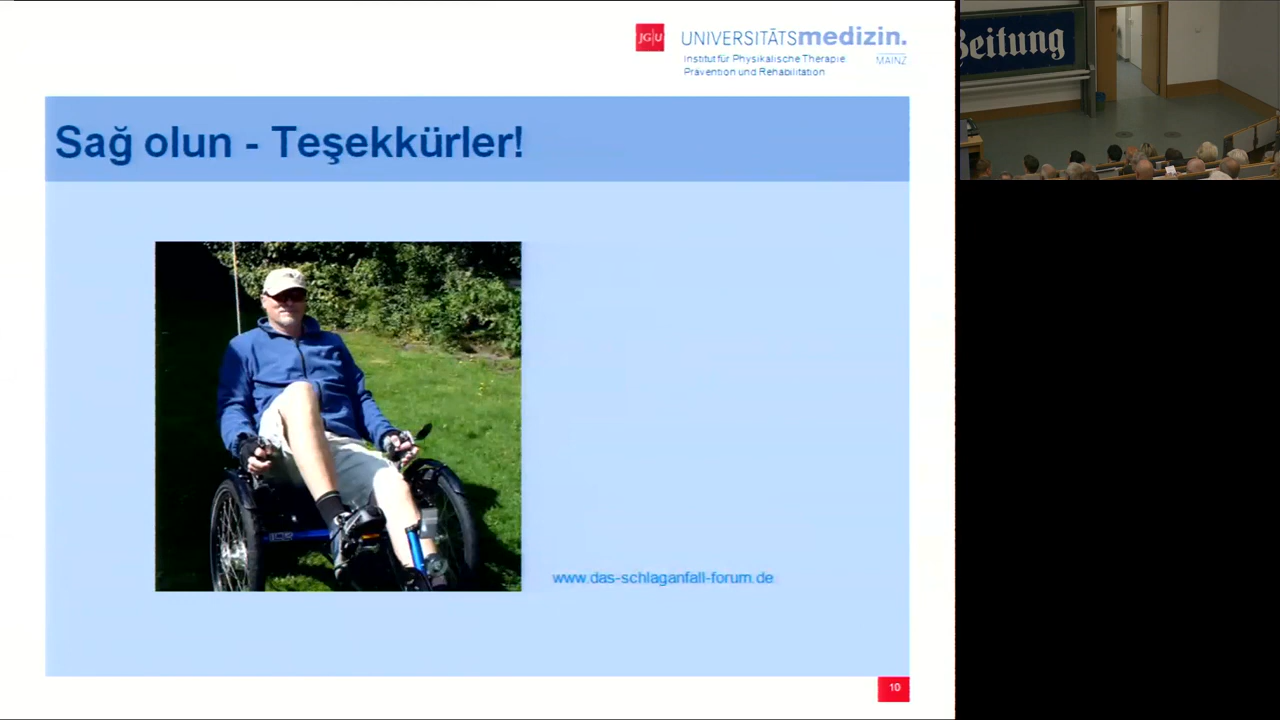 JG|U
UNIVERSITÄTSmedizin.
MAINZ
Institut für Physikalische Therapie
Prävention und Rehabilitation
Zeitung
Sağ olun - Teşekkürler!
www.das-schlaganfall-forum.de
10